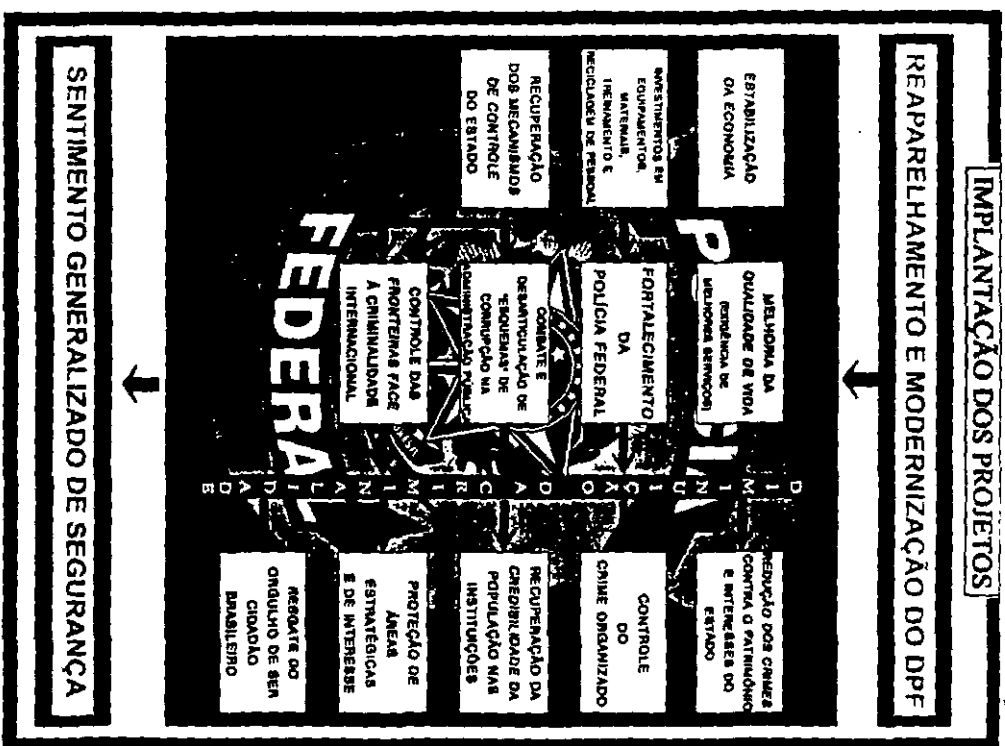 IMPLANTAÇÃO DOS PROJETOS
REAPARELHAMENTO E MODERNIZAÇÃO DO DPF
ESTABILIZAÇÃO
DA ECONOMIA
INVESTIMENTOS EM
EQUIPAMENTOS,
MATERIAIS,
TREINAMENTO E
RECICLAGEM DE PESSOAL
RECUPERAÇÃO
DOS MECANISMOS
DE CONTROLE
DO ESTADO
MELHORIA DA
QUALIDADE DE VIDA
(EXIGÊNCIA DE
MELHORES SERVIÇOS)
FORTALECIMENTO
DA
POLÍCIA FEDERAL
COMBATE E
DESARTICULAÇÃO DE
"ESQUEMAS" DE
CORRUPÇÃO NA
ADMINISTRAÇÃO PÚBLICA
CONTROLE DAS
FRONTEIRAS FACE
À CRIMINALIDADE
INTERNACIONAL
FEDERAL
DIMINUIÇÃO DA CRIMINALIDADE
REDUÇÃO DOS CRIMES
CONTRA O PATRIMÔNIO
E INTERESSES DO
ESTADO
CONTROLE
DO
CRIME ORGANIZADO
RECUPERAÇÃO DA
CREDIBILIDADE DA
POPULAÇÃO NAS
INSTITUIÇÕES
PROTEÇÃO DE
ÁREAS
ESTRATÉGICAS
E DE INTERESSE
RESGATE DO
ORGULHO DE SER
CIDADÃO
BRASILEIRO
SENTIMENTO GENERALIZADO DE SEGURANÇA